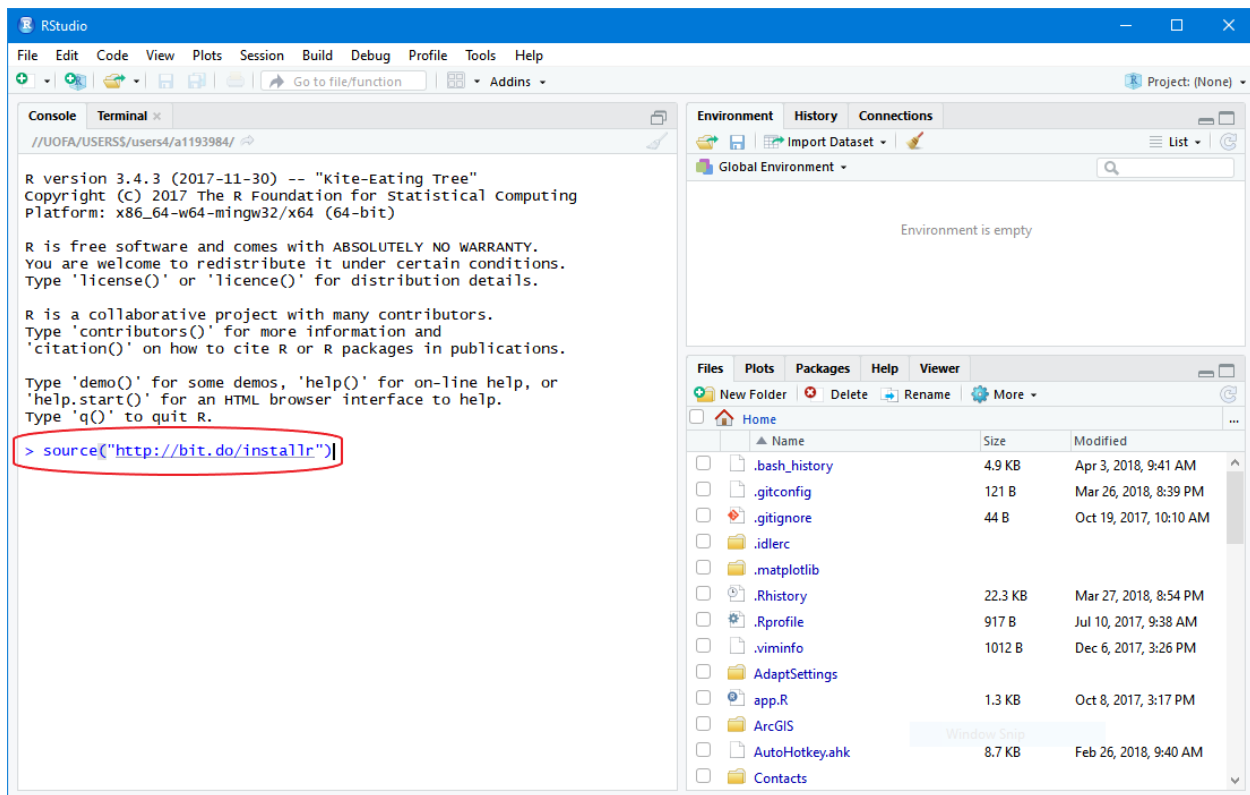 RStudio
File Edit Code View Plots Session Build Debug Profile Tools Help
Go to file/function Addins Project: (None)
Console Terminal
//UOFA/USERS$/users4/a1193984/
R version 3.4.3 (2017-11-30) -- "Kite-Eating Tree"
Copyright (C) 2017 The R Foundation for Statistical Computing
Platform: x86_64-w64-mingw32/x64 (64-bit)
R is free software and comes with ABSOLUTELY NO WARRANTY.
You are welcome to redistribute it under certain conditions.
Type 'license()' or 'licence()' for distribution details.
R is a collaborative project with many contributors.
Type 'contributors()' for more information and
'citation()' on how to cite R or R packages in publications.
Type 'demo()' for some demos, 'help()' for on-line help, or
'help.start()' for an HTML browser interface to help.
Type 'q()' to quit R.
> source("http://bit.do/installr")
Environment History Connections
Import Dataset List
Global Environment
Environment is empty
Files Plots Packages Help Viewer
New Folder Delete Rename More
Home ...
Name Size Modified
.bash_history 4.9 KB Apr 3, 2018, 9:41 AM
.gitconfig 121 B Mar 26, 2018, 8:39 PM
.gitignore 44 B Oct 19, 2017, 10:10 AM
.idlerc
.matplotlib
.Rhistory 22.3 KB Mar 27, 2018, 8:54 PM
.Rprofile 917 B Jul 10, 2017, 9:38 AM
.viminfo 1012 B Dec 6, 2017, 3:26 PM
AdaptSettings
app.R 1.3 KB Oct 8, 2017, 3:17 PM
ArcGIS
Window Snip
AutoHotkey.ahk 8.7 KB Feb 26, 2018, 9:40 AM
Contacts